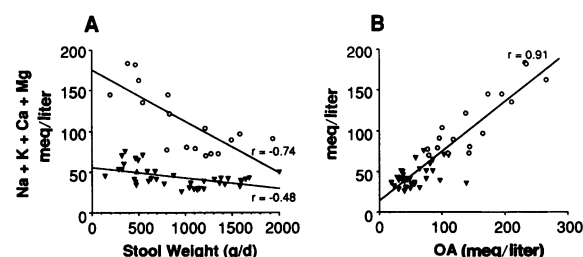 A
Na + K + Ca + Mg
meq/liter
200
150
100
50
0
r = -0.74
r = -0.48
0 500 1000 1500 2000
Stool Weight (g/d)
B
meq/liter
200
150
100
50
0
r = 0.91
0 100 200 300
OA (meq/liter)